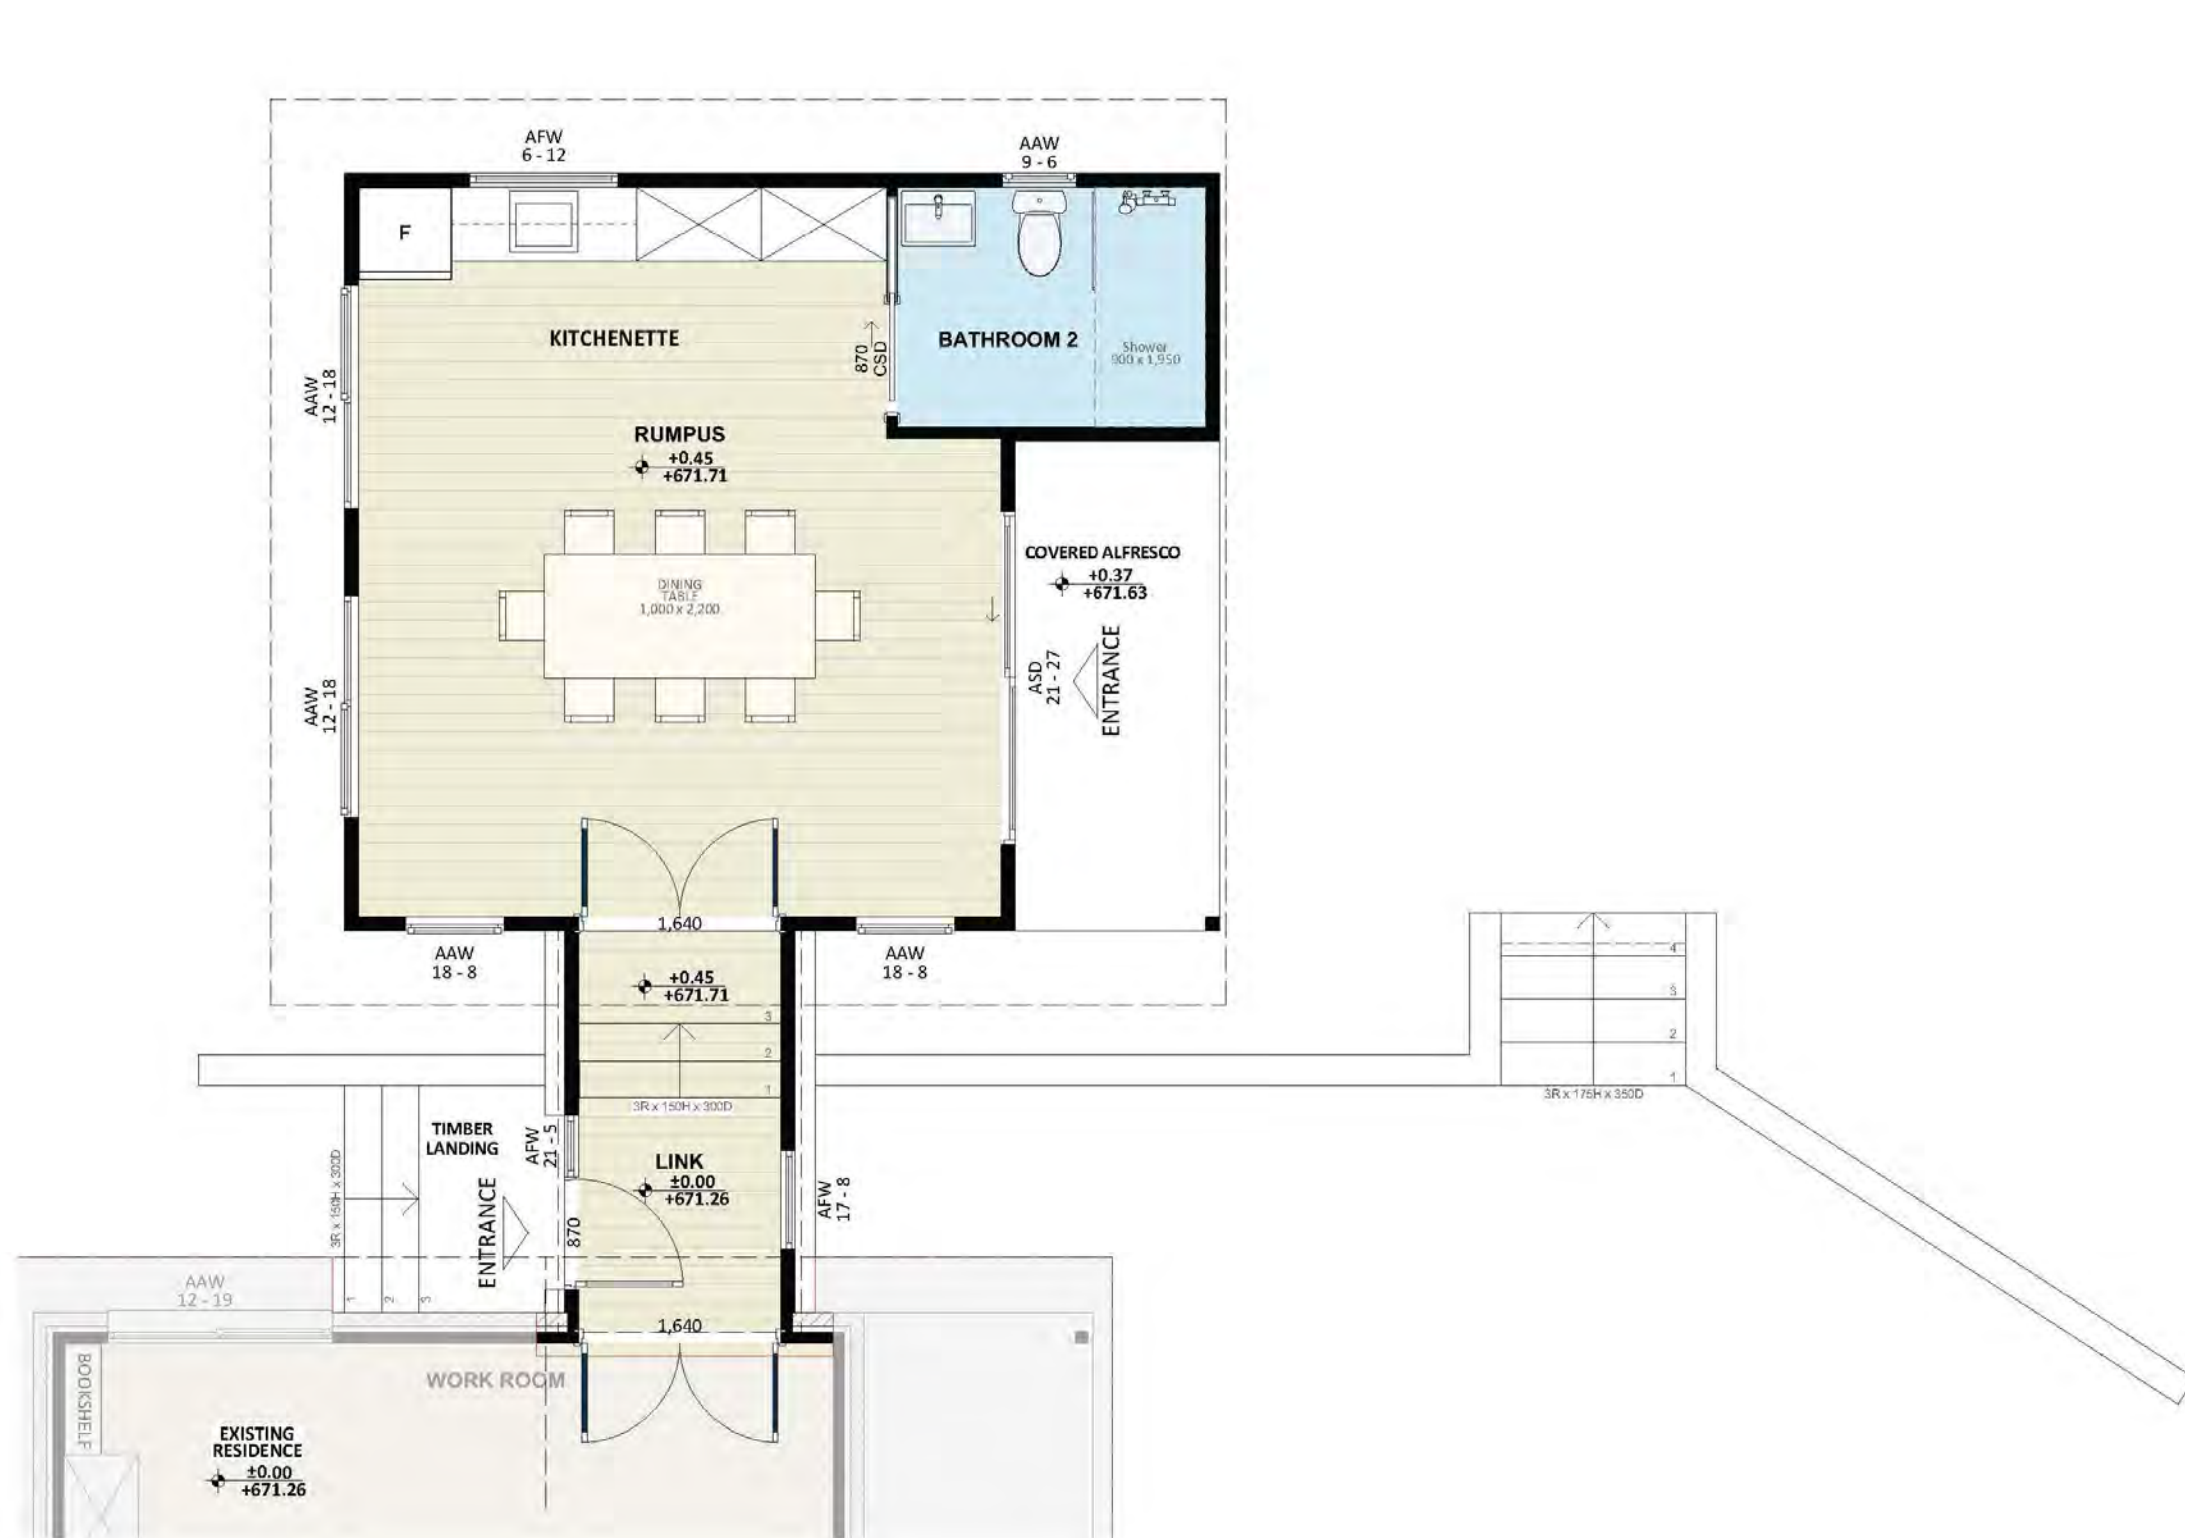 AFW
6 - 12
AAW
9 - 6
F
KITCHENETTE
870
CSD
BATHROOM 2
Shower
900 x 1,950
AAW
12 - 18
RUMPUS
+0.45
+671.71
DINING
TABLE
1,000 x 2,200
COVERED ALFRESCO
+0.37
+671.63
ASD
21 - 27
ENTRANCE
AAW
12 - 18
1,640
AAW
18 - 8
AAW
18 - 8
+0.45
+671.71
3
2
1
3R x 150H x 300D
4
3
2
1
3R x 175H x 350D
TIMBER
LANDING
AFW
21 - 5
LINK
±0.00
+671.26
AFW
17 - 8
3R x 150H x 300D
ENTRANCE
870
1
2
3
AAW
12 - 19
1,640
WORK ROOM
BOOKSHELF
EXISTING
RESIDENCE
±0.00
+671.26